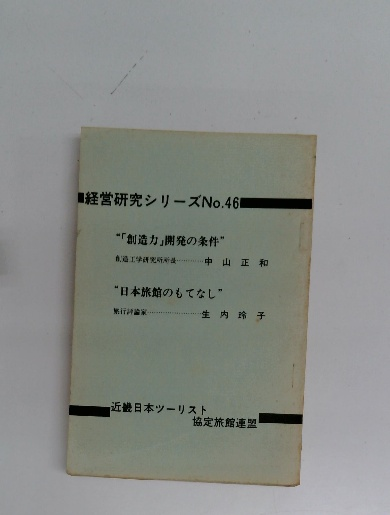 経営研究シリーズNo.46
“「創造力」開発の条件”
創造工学研究所所長…………中山正和
“日本旅館のもてなし”
旅行評論家……………………生内玲子
近畿日本ツーリスト
協定旅館連盟